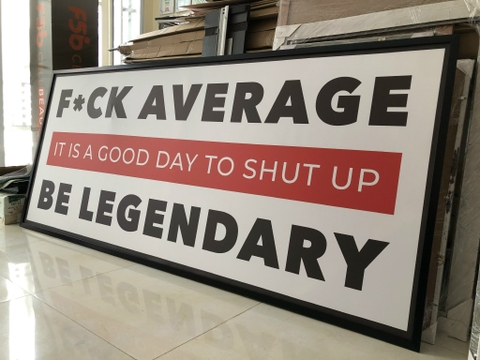 F*CK AVERAGE
IT IS A GOOD DAY TO SHUT UP
BE LEGENDARY